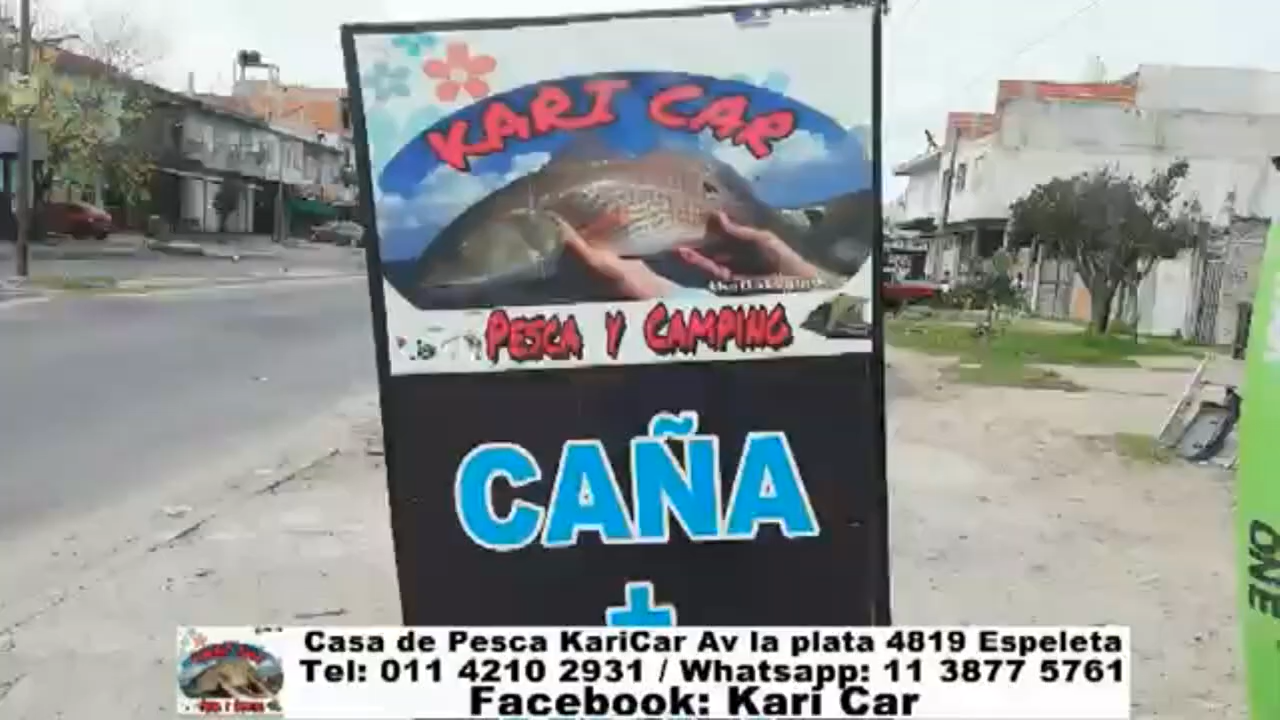 KARI CAR
PESCA Y CAMPING
CAÑA
+
ONE
Casa de Pesca KariCar Av la plata 4819 Espeleta
Tel: 011 4210 2931 / Whatsapp: 11 3877 5761
Facebook: Kari Car